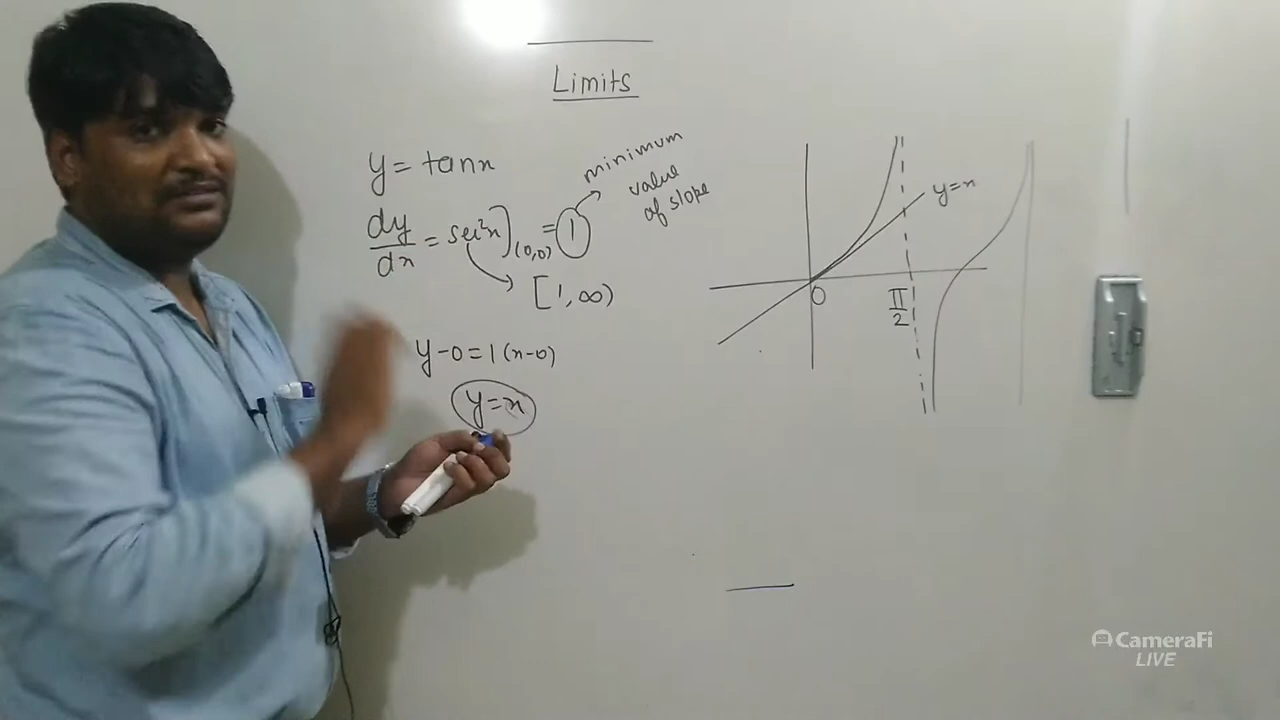 Limits
y = tanx
dy/dx = sec²x](0,0) = 1
minimum
value
of slope
[1, ∞)
y-0=1(x-0)
y=x
y=x
0
π/2
CameraFi
LIVE